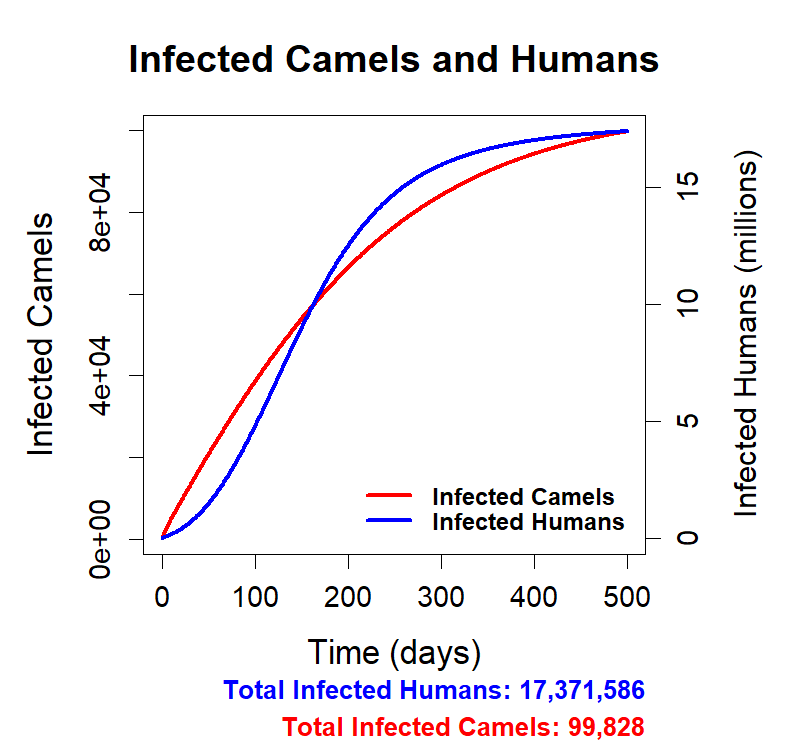 Infected Camels and Humans
Infected Camels
0e+00
4e+04
8e+04
Infected Humans (millions)
0
5
10
15
Infected Camels
Infected Humans
0 100 200 300 400 500
Time (days)
Total Infected Humans: 17,371,586
Total Infected Camels: 99,828